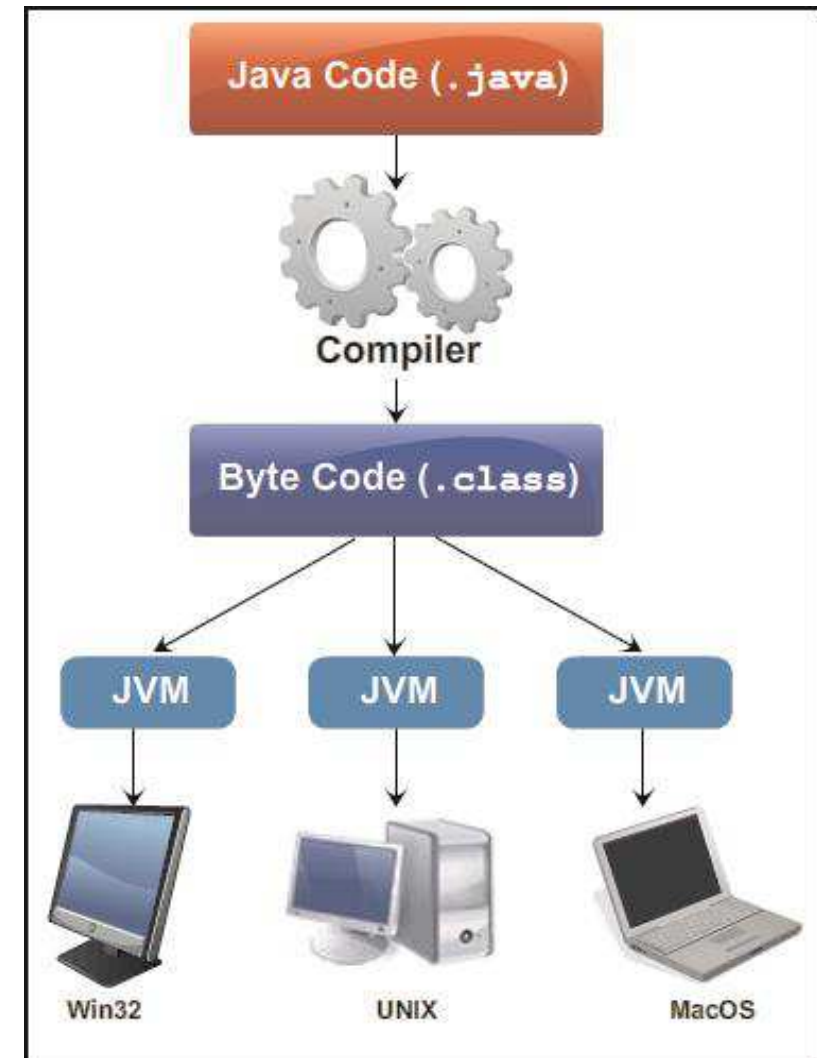 Java Code (.java)
Compiler
Byte Code (.class)
JVM JVM JVM
Win32 UNIX MacOS